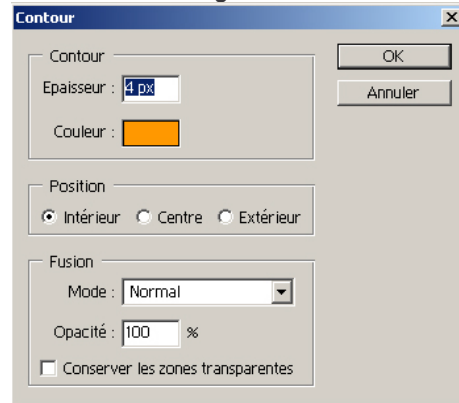 Contour
Contour
OK
Epaisseur : 4 px
Annuler
Couleur :
Position
Intérieur Centre Extérieur
Fusion
Mode : Normal
Opacité : 100 %
Conserver les zones transparentes